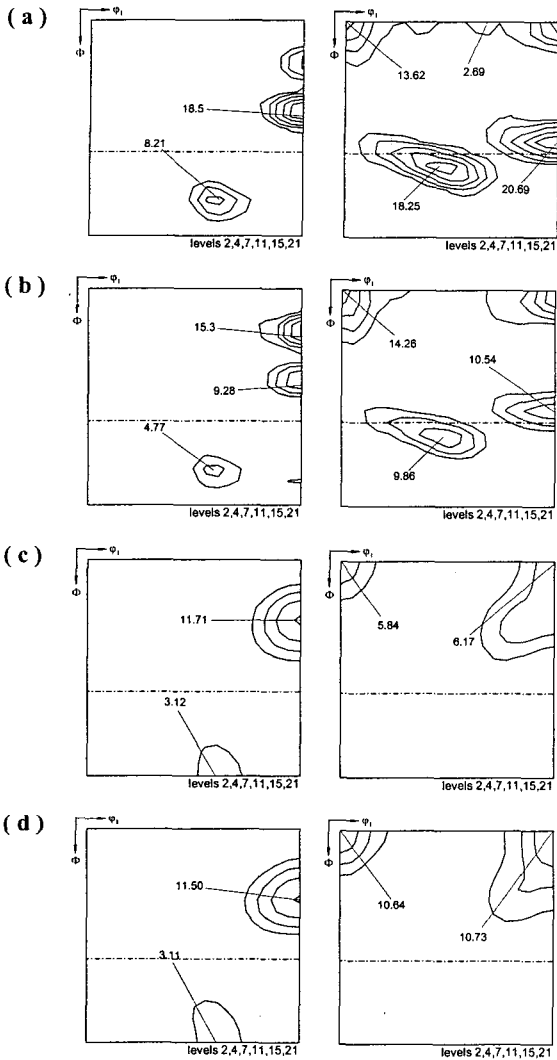 (a)
φ₁
Φ
18.5
8.21
levels 2,4,7,11,15,21
φ₁
Φ
13.62
2.69
18.25
20.69
levels 2,4,7,11,15,21
(b)
φ₁
Φ
15.3
9.28
4.77
levels 2,4,7,11,15,21
φ₁
Φ
14.26
10.54
9.86
levels 2,4,7,11,15,21
(c)
φ₁
Φ
11.71
3.12
levels 2,4,7,11,15,21
φ₁
Φ
5.84
6.17
levels 2,4,7,11,15,21
(d)
φ₁
Φ
11.50
3.11
levels 2,4,7,11,15,21
φ₁
Φ
10.64
10.73
levels 2,4,7,11,15,21